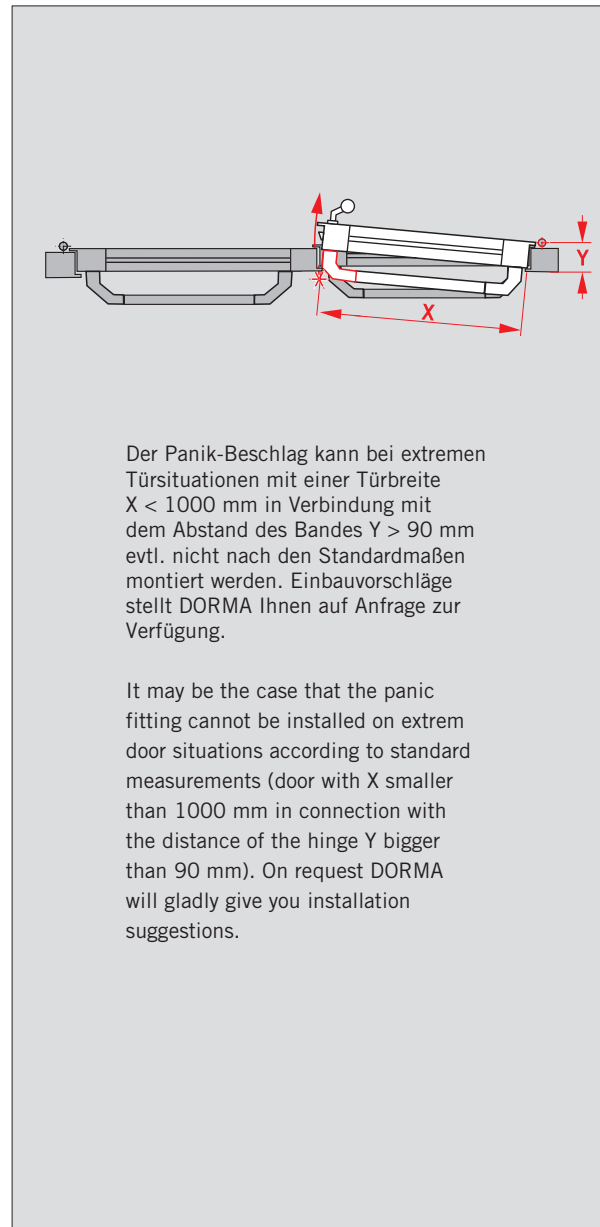 Y
X
Der Panik-Beschlag kann bei extremen
Türsituationen mit einer Türbreite
X < 1000 mm in Verbindung mit
dem Abstand des Bandes Y > 90 mm
evtl. nicht nach den Standardmaßen
montiert werden. Einbauvorschläge
stellt DORMA Ihnen auf Anfrage zur
Verfügung.
It may be the case that the panic
fitting cannot be installed on extrem
door situations according to standard
measurements (door with X smaller
than 1000 mm in connection with
the distance of the hinge Y bigger
than 90 mm). On request DORMA
will gladly give you installation
suggestions.